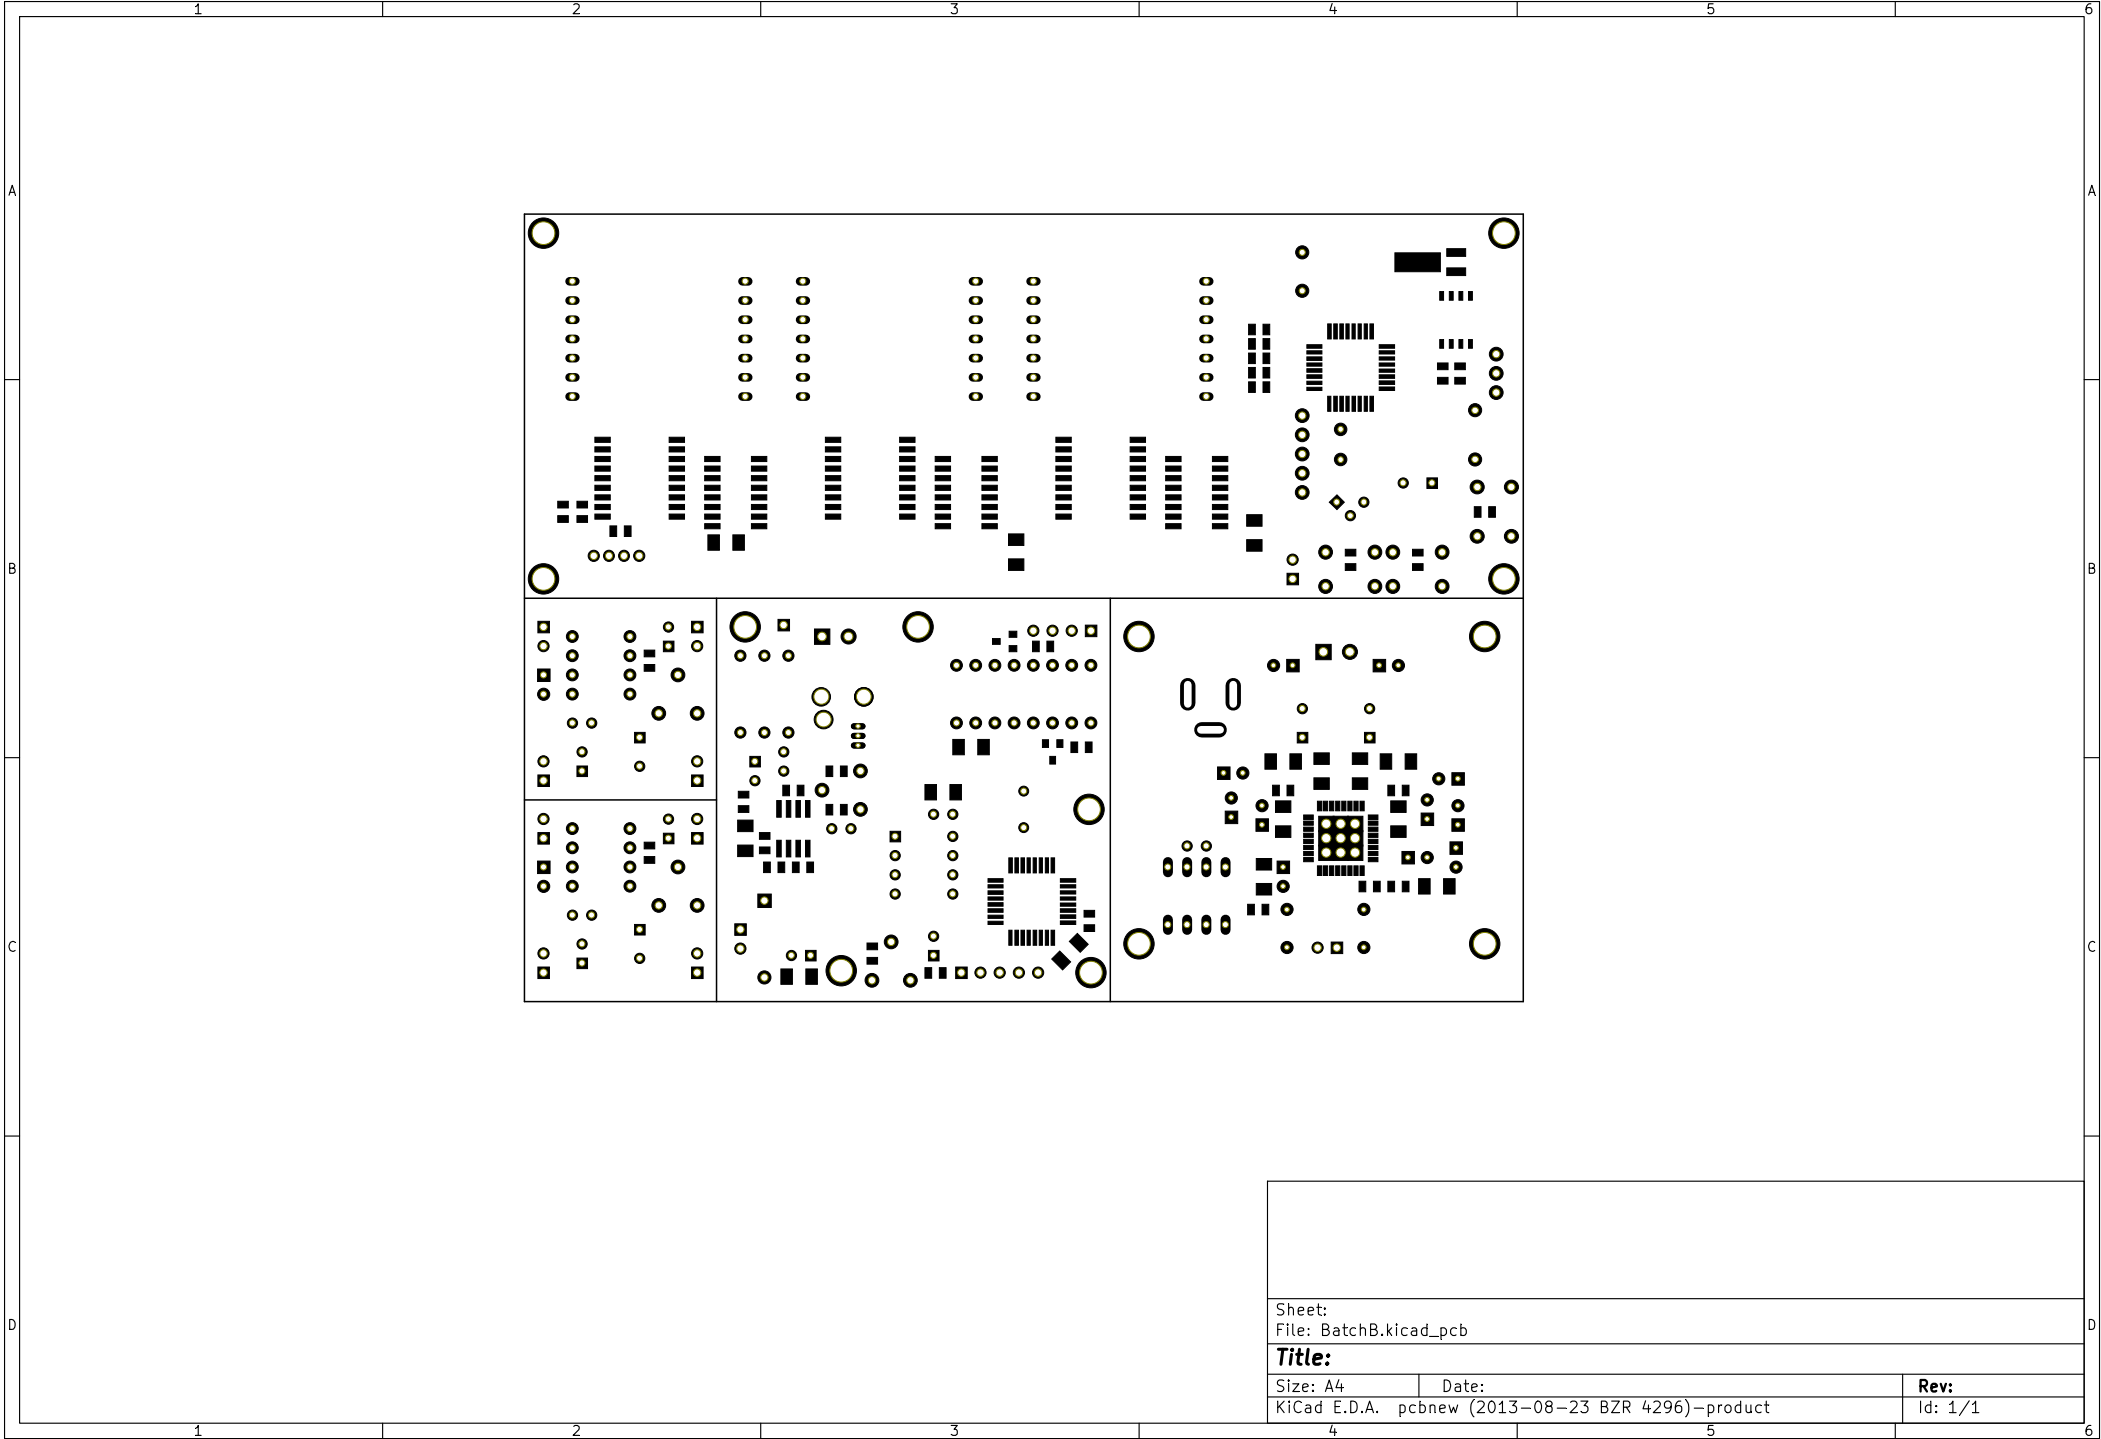 1 2 3 4 5 6
A A
B B
C C
D D
Sheet:
File: BatchB.kicad_pcb
Title:
Size: A4 Date: Rev:
KiCad E.D.A. pcbnew (2013-08-23 BZR 4296)-product Id: 1/1
1 2 3 4 5 6